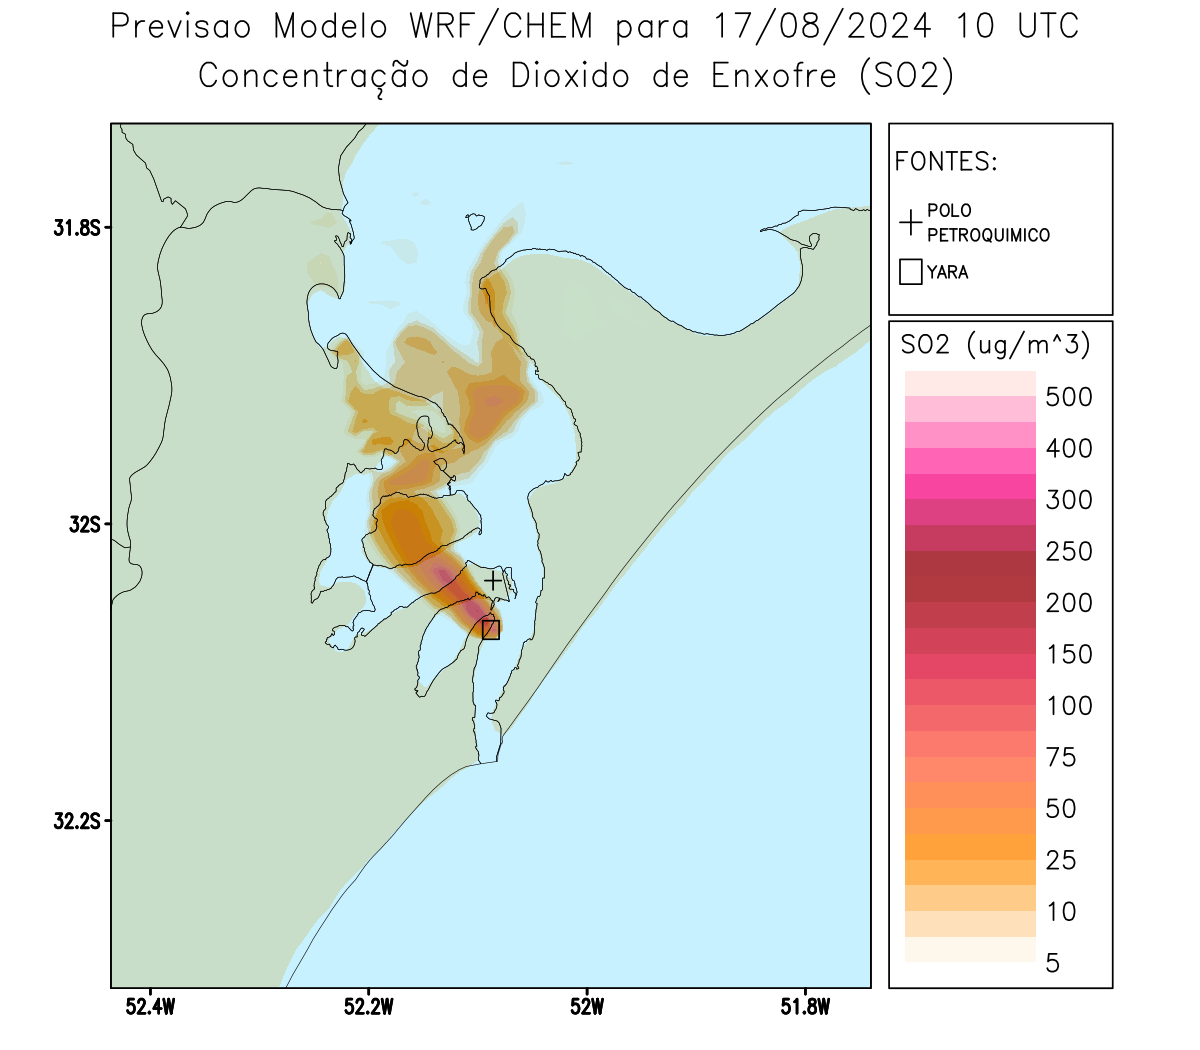 Previsao Modelo WRF/CHEM para 17/08/2024 10 UTC
Concentração de Dioxido de Enxofre (SO2)
FONTES:
POLO
PETROQUIMICO
YARA
SO2 (ug/m^3)
500
400
300
250
200
150
100
75
50
25
10
5
31.8S
32S
32.2S
52.4W
52.2W
52W
51.8W